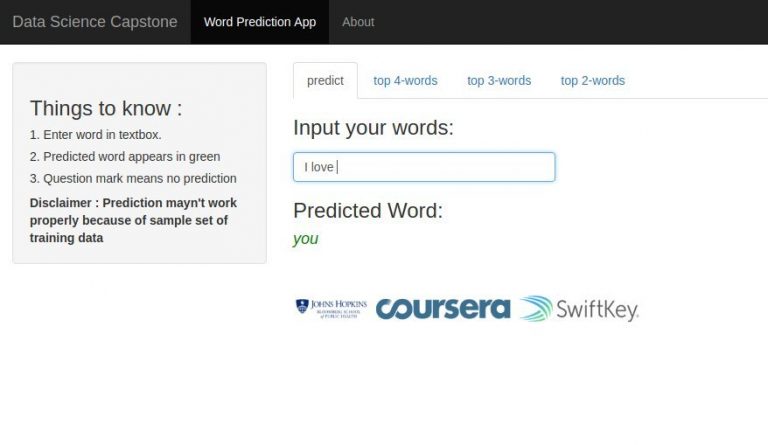 Data Science Capstone
Word Prediction App
About
Things to know :
1. Enter word in textbox.
2. Predicted word appears in green
3. Question mark means no prediction
Disclaimer : Prediction mayn't work
properly because of sample set of
training data
predict
top 4-words
top 3-words
top 2-words
Input your words:
I love
Predicted Word:
you
JOHNS HOPKINS
BLOOMBERG SCHOOL
of PUBLIC HEALTH
coursera
SwiftKey